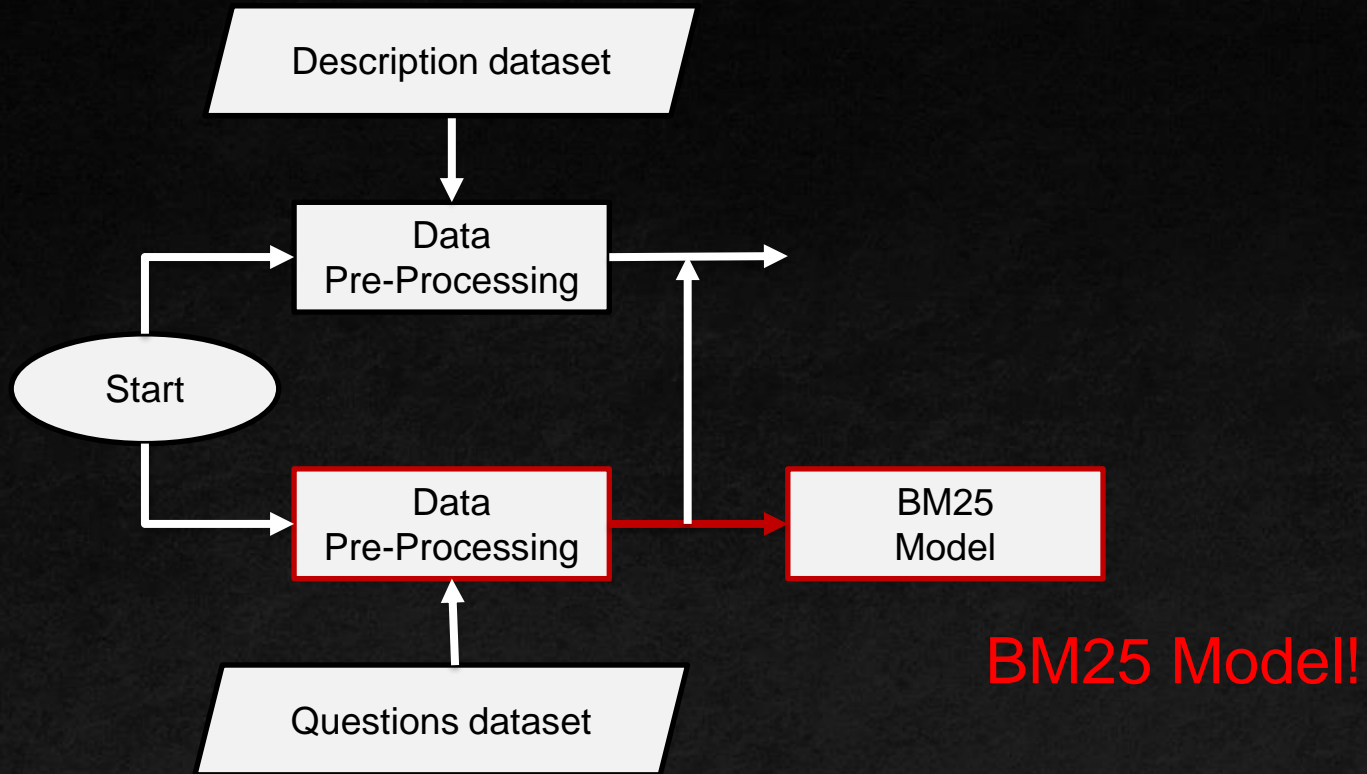 Description dataset
Data
Pre-Processing
Start
Data
Pre-Processing
BM25
Model
BM25 Model!
Questions dataset